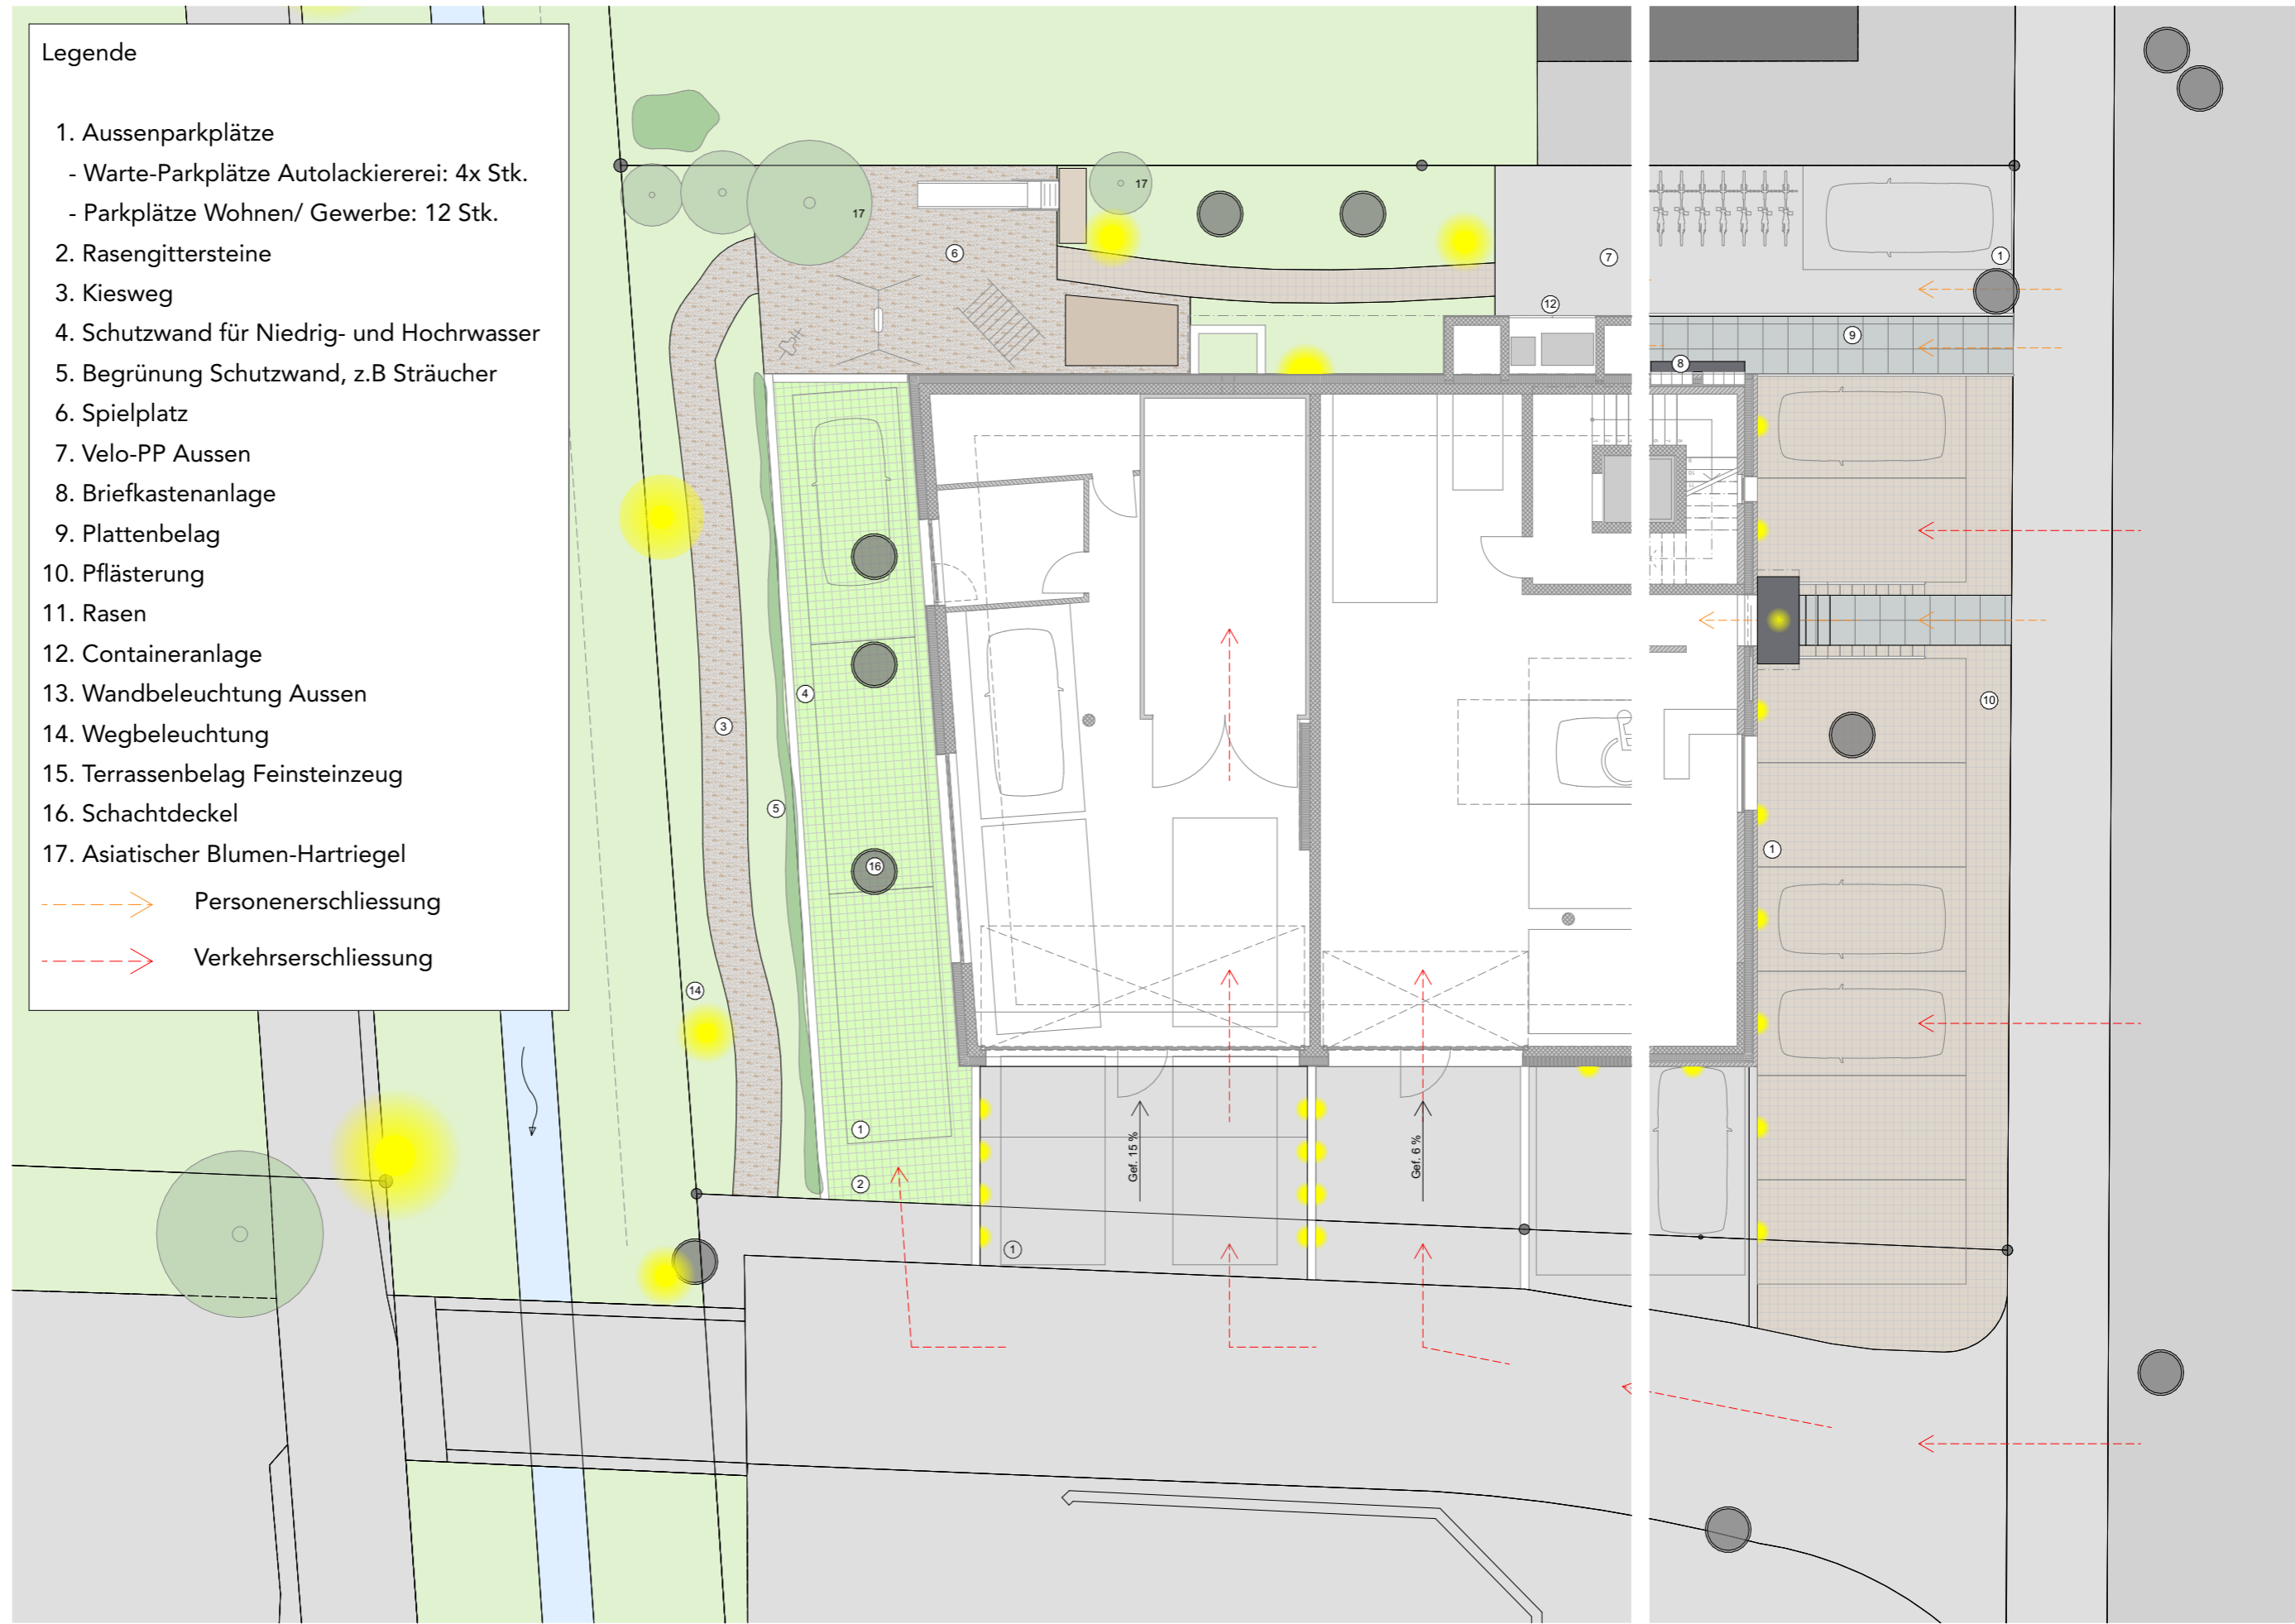 Legende
1. Aussenparkplätze
- Warte-Parkplätze Autolackiererei: 4x Stk.
- Parkplätze Wohnen/ Gewerbe: 12 Stk.
2. Rasengittersteine
3. Kiesweg
4. Schutzwand für Niedrig- und Hochrwasser
5. Begrünung Schutzwand, z.B Sträucher
6. Spielplatz
7. Velo-PP Aussen
8. Briefkastenanlage
9. Plattenbelag
10. Pflästerung
11. Rasen
12. Containeranlage
13. Wandbeleuchtung Aussen
14. Wegbeleuchtung
15. Terrassenbelag Feinsteinzeug
16. Schachtdeckel
17. Asiatischer Blumen-Hartriegel
Personenerschliessung
Verkehrserschliessung
17
17
6
7
1
12
9
8
4
3
10
5
1
16
14
1
2
Gef. 15 %
Gef. 6 %
1